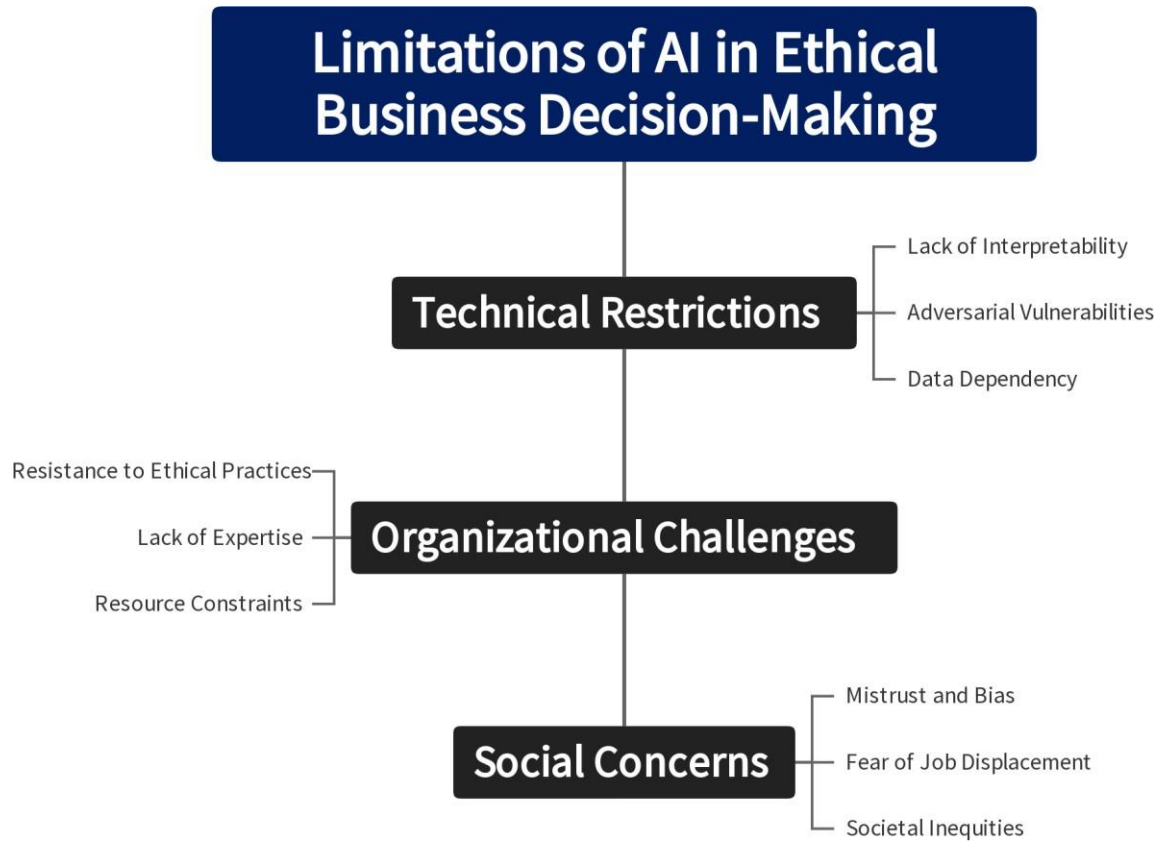 Limitations of AI in Ethical
Business Decision-Making
Technical Restrictions
Lack of Interpretability
Adversarial Vulnerabilities
Data Dependency
Organizational Challenges
Resistance to Ethical Practices
Lack of Expertise
Resource Constraints
Social Concerns
Mistrust and Bias
Fear of Job Displacement
Societal Inequities